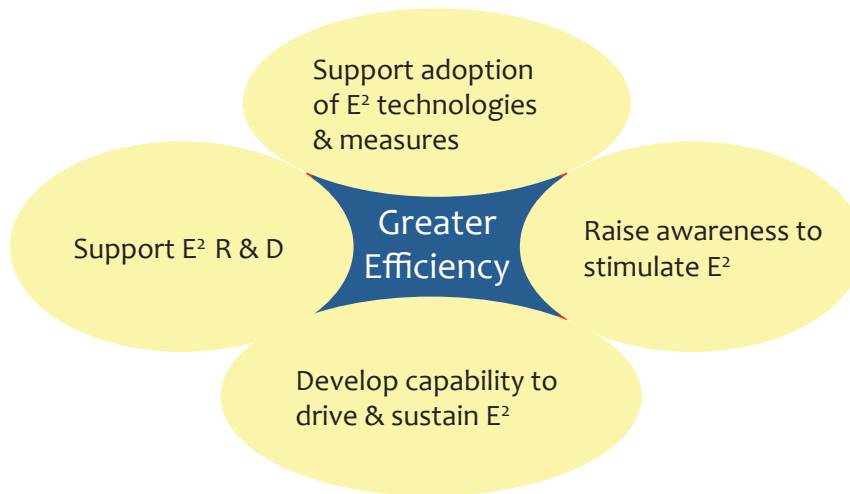 Support adoption
of E² technologies
& measures
Support E² R & D
Greater
Efficiency
Raise awareness to
stimulate E²
Develop capability to
drive & sustain E²